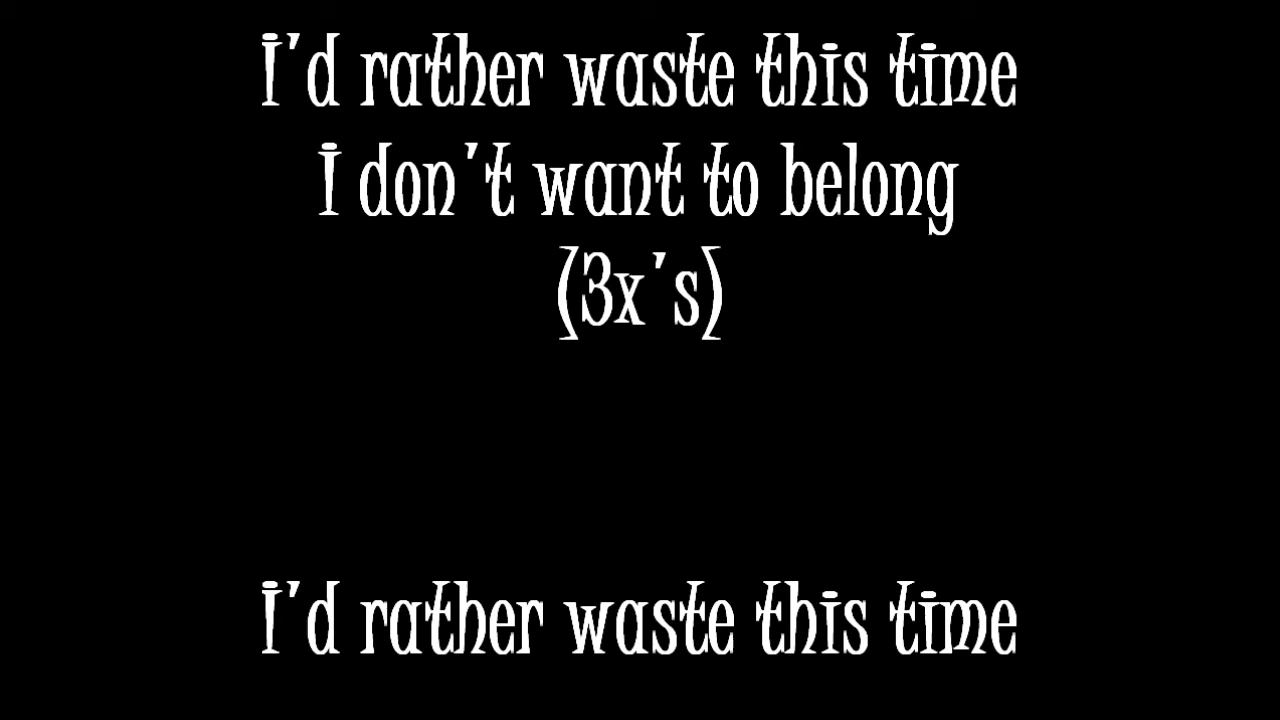 I'd rather waste this time
I don't want to belong
(3x's)
I'd rather waste this time